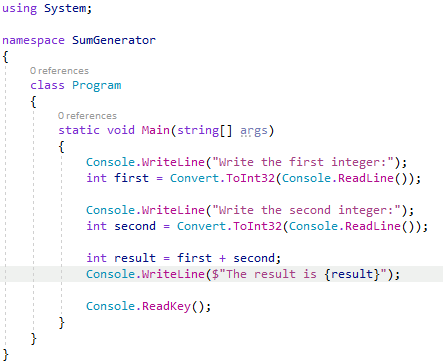 using System;
namespace SumGenerator
{
0 references
class Program
{
0 references
static void Main(string[] args)
{
Console.WriteLine("Write the first integer:");
int first = Convert.ToInt32(Console.ReadLine());
Console.WriteLine("Write the second integer:");
int second = Convert.ToInt32(Console.ReadLine());
int result = first + second;
Console.WriteLine($"The result is {result}");
Console.ReadKey();
}
}
}